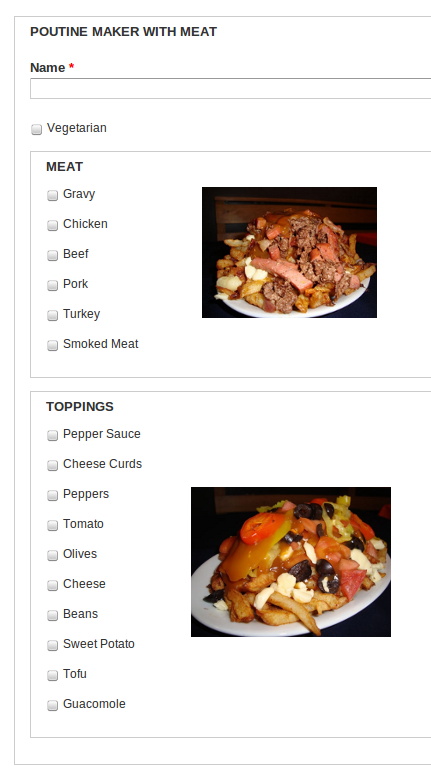 POUTINE MAKER WITH MEAT
Name *
Vegetarian
MEAT
Gravy
Chicken
Beef
Pork
Turkey
Smoked Meat
TOPPINGS
Pepper Sauce
Cheese Curds
Peppers
Tomato
Olives
Cheese
Beans
Sweet Potato
Tofu
Guacomole